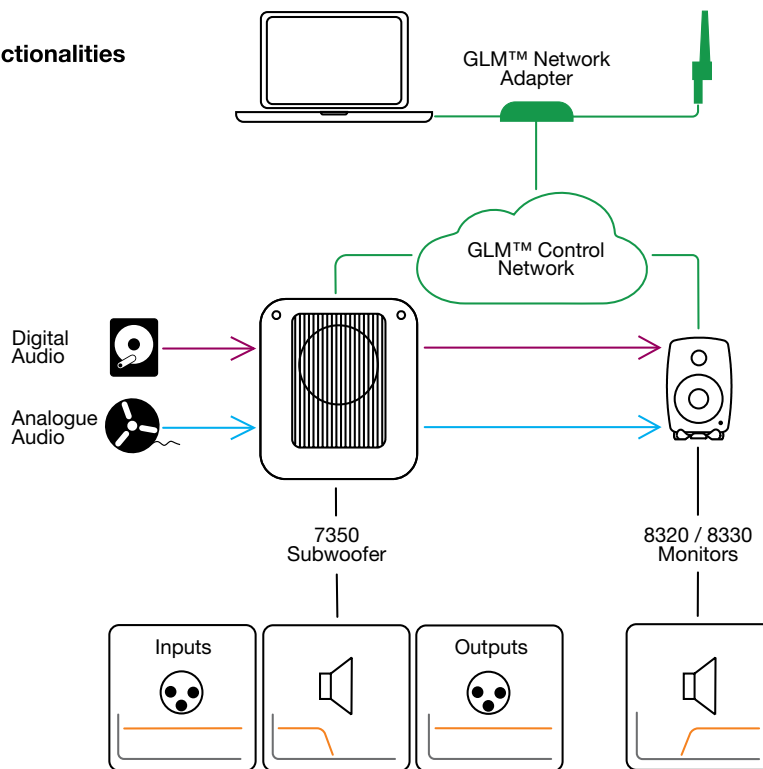 ctionalities
GLM™ Network
Adapter
GLM™ Control
Network
Digital
Audio
Analogue
Audio
7350
Subwoofer
8320 / 8330
Monitors
Inputs
Outputs